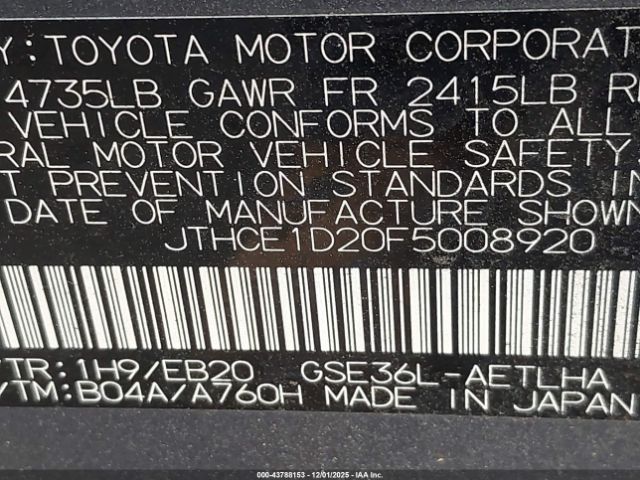 Y:TOYOTA MOTOR CORPORAT
4735LB GAWR FR 2415LB R
VEHICLE CONFORMS TO ALL
RAL MOTOR VEHICLE SAFETY
T PREVENTION STANDARDS IN
DATE OF MANUFACTURE SHOWN
JTHCE1D20F5008920
/TR:1H9/EB20 GSE36L-AETLHA
/TM:B04A/A760H MADE IN JAPAN
000-43788153 - 12/01/2025 - IAA Inc.